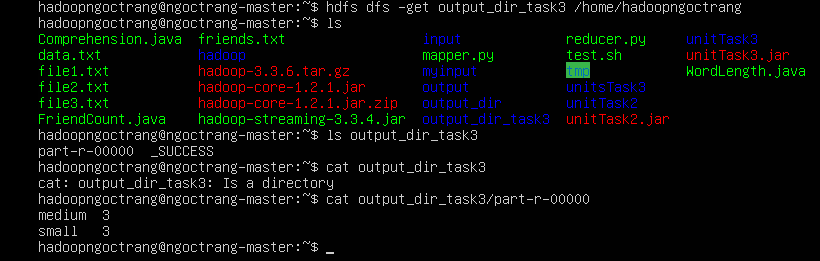 hadoopngoctrang@ngoctrang-master:~$ hdfs dfs -get output_dir_task3 /home/hadoopngoctrang
hadoopngoctrang@ngoctrang-master:~$ ls
Comprehension.java friends.txt input reducer.py unitTask3
data.txt hadoop mapper.py test.sh unitTask3.jar
file1.txt hadoop-3.3.6.tar.gz myinput tmp WordLength.java
file2.txt hadoop-core-1.2.1.jar output unitsTask3
file3.txt hadoop-core-1.2.1.jar.zip output_dir unitTask2
FriendCount.java hadoop-streaming-3.3.4.jar output_dir_task3 unitTask2.jar
hadoopngoctrang@ngoctrang-master:~$ ls output_dir_task3
part-r-00000 _SUCCESS
hadoopngoctrang@ngoctrang-master:~$ cat output_dir_task3
cat: output_dir_task3: Is a directory
hadoopngoctrang@ngoctrang-master:~$ cat output_dir_task3/part-r-00000
medium 3
small 3
hadoopngoctrang@ngoctrang-master:~$ _